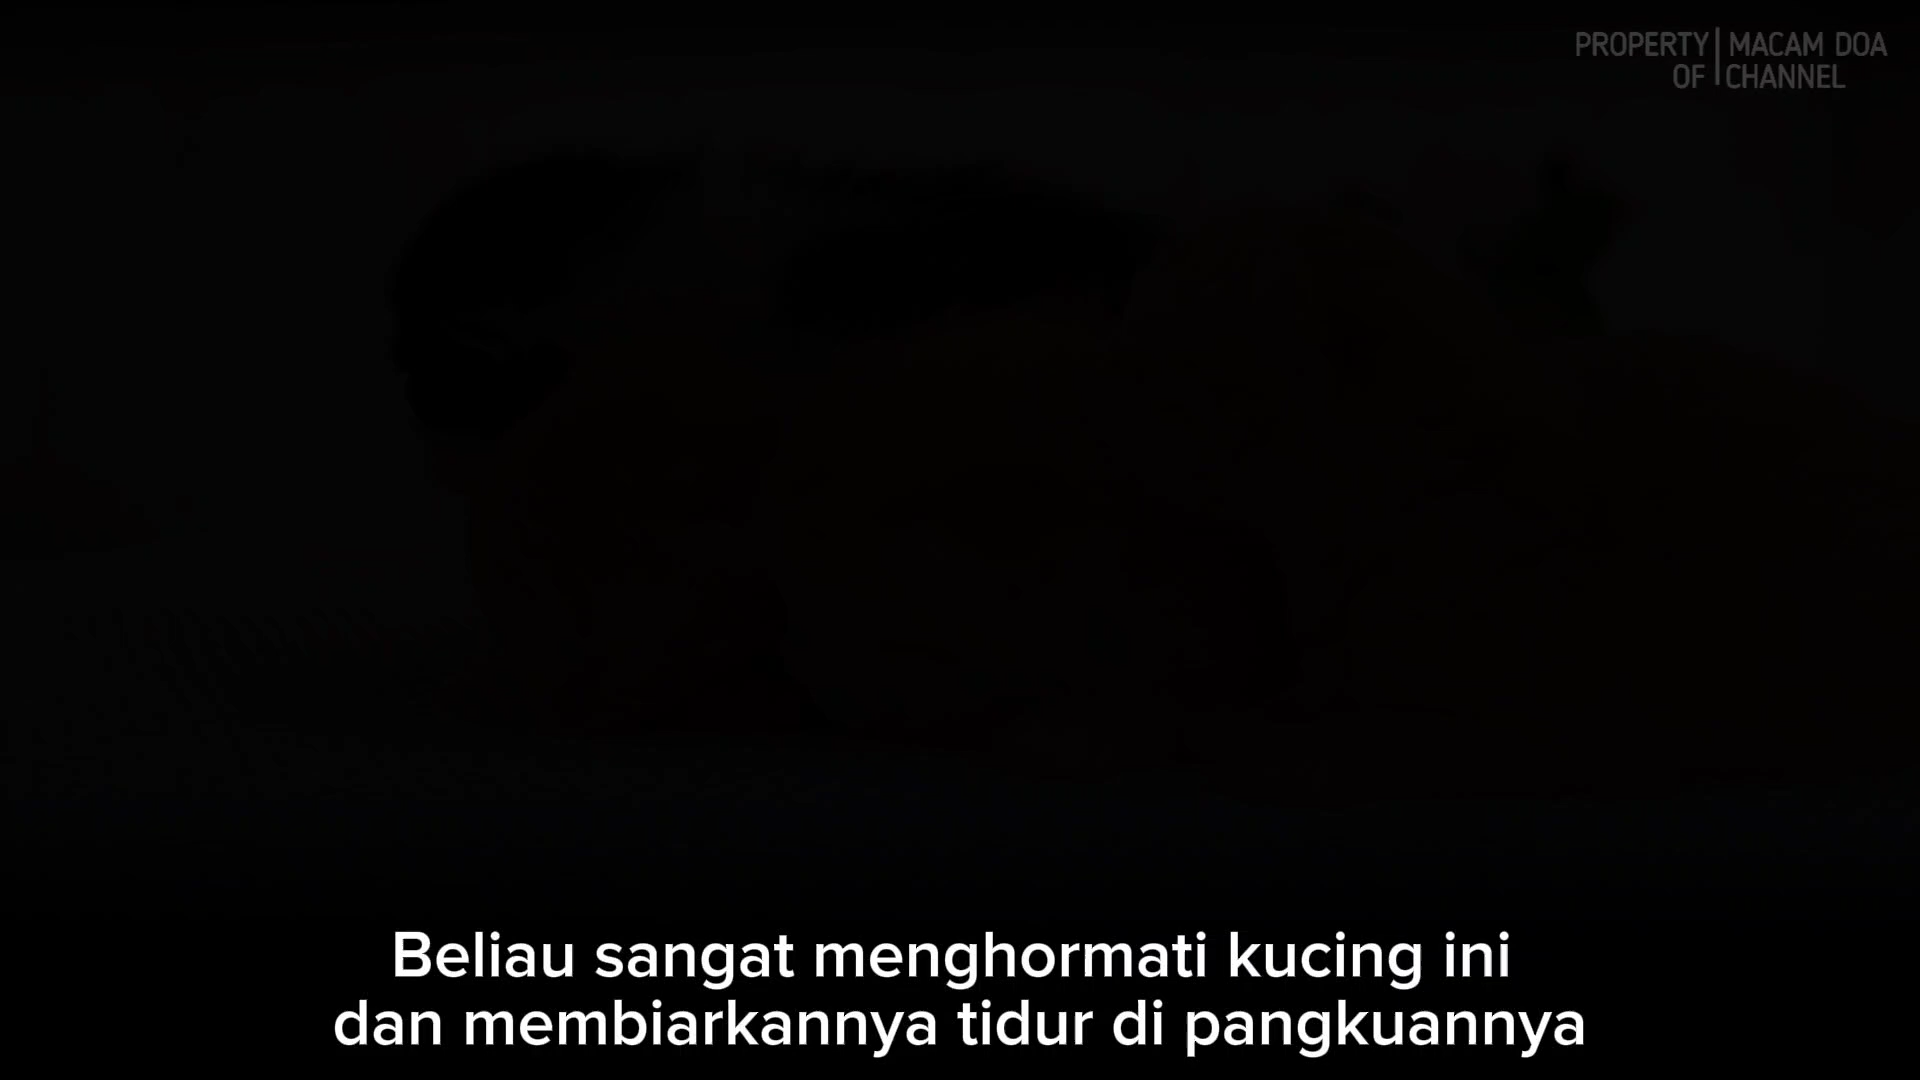 PROPERTY OF | MACAM DOA CHANNEL
Beliau sangat menghormati kucing ini
dan membiarkannya tidur di pangkuannya